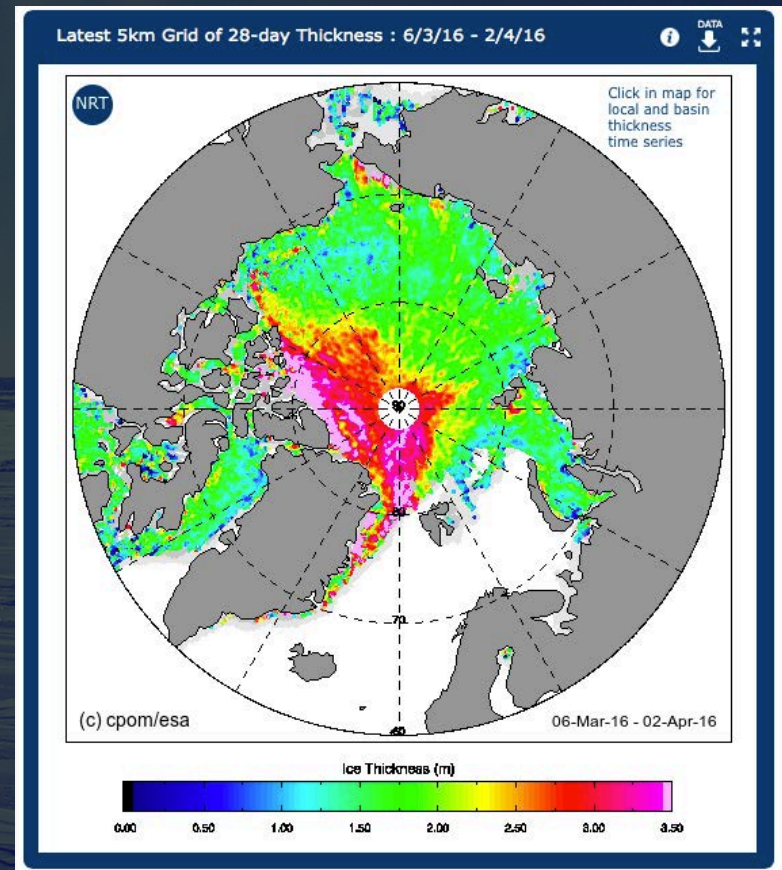 Latest 5km Grid of 28-day Thickness : 6/3/16 - 2/4/16
DATA
i
NRT
Click in map for
local and basin
thickness
time series
90
80
70
60
(c) cpom/esa
06-Mar-16 - 02-Apr-16
Ice Thickness (m)
0.00 0.50 1.00 1.50 2.00 2.50 3.00 3.50